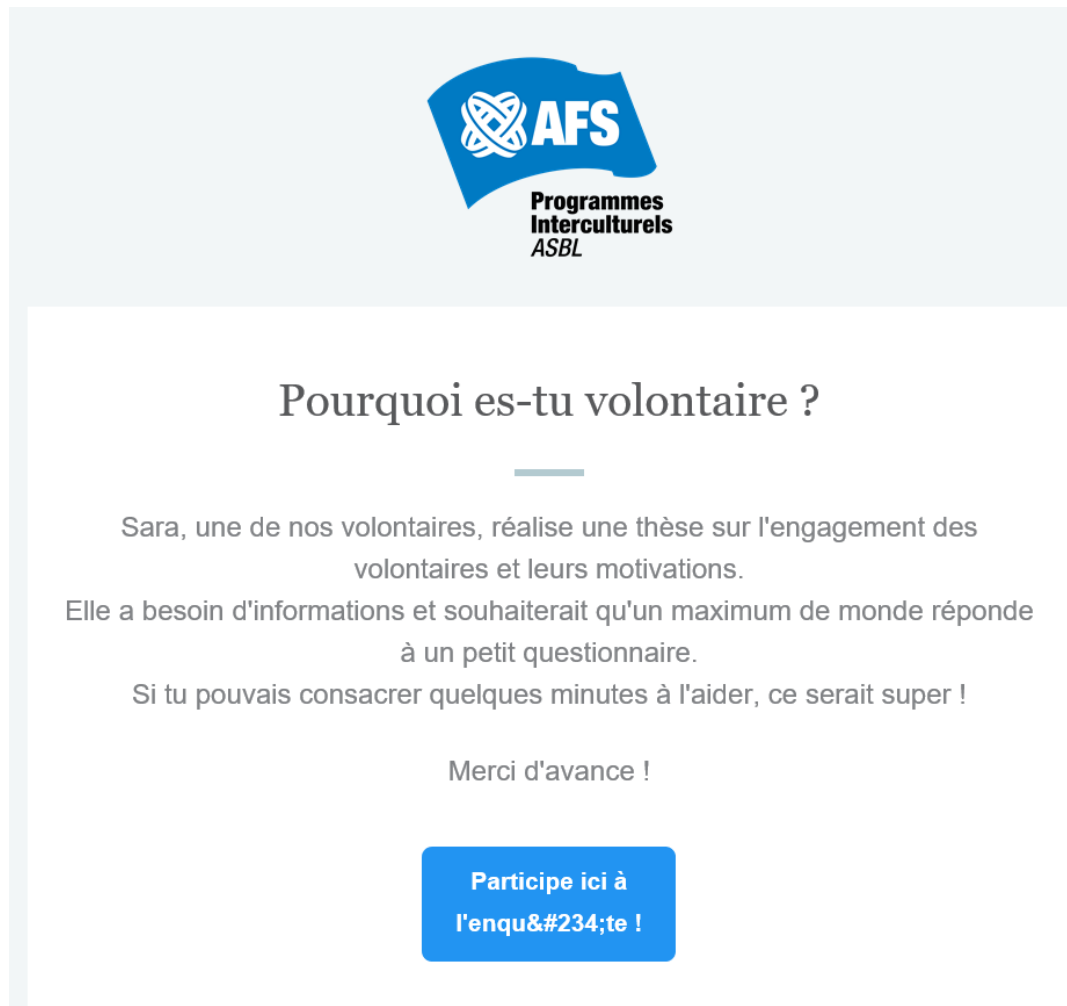 AFS
Programmes
Interculturels
ASBL
Pourquoi es-tu volontaire ?
Sara, une de nos volontaires, réalise une thèse sur l'engagement des
volontaires et leurs motivations.
Elle a besoin d'informations et souhaiterait qu'un maximum de monde réponde
à un petit questionnaire.
Si tu pouvais consacrer quelques minutes à l'aider, ce serait super !
Merci d'avance !
Participe ici à
l'enqu&#234;te !